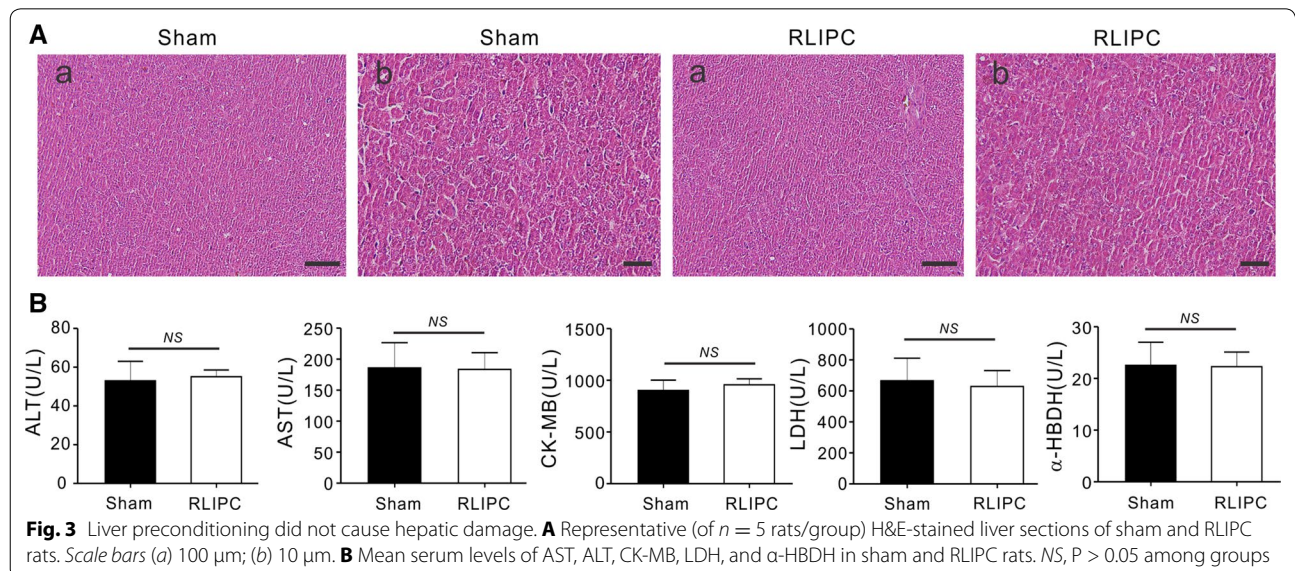 A
Sham Sham RLIPC RLIPC
a b a b
B
80
60
40
20
0
ALT(U/L)
NS
Sham RLIPC
250
200
150
100
50
0
AST(U/L)
NS
Sham RLIPC
1500
1000
500
0
CK-MB(U/L)
NS
Sham RLIPC
1000
800
600
400
200
0
LDH(U/L)
NS
Sham RLIPC
30
20
10
0
α-HBDH(U/L)
NS
Sham RLIPC
Fig. 3 Liver preconditioning did not cause hepatic damage. A Representative (of n = 5 rats/group) H&E-stained liver sections of sham and RLIPC
rats. Scale bars (a) 100 μm; (b) 10 μm. B Mean serum levels of AST, ALT, CK-MB, LDH, and α-HBDH in sham and RLIPC rats. NS, P > 0.05 among groups